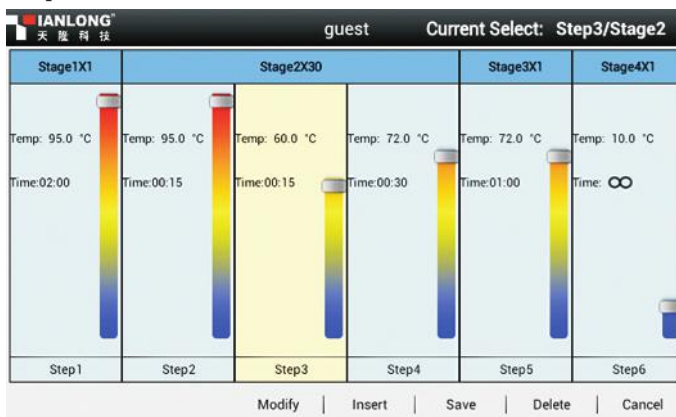 TIANLONG
天隆科技
guest
Current Select: Step3/Stage2
Stage1X1
Stage2X30
Stage3X1
Stage4X1
Temp: 95.0 °C
Temp: 95.0 °C
Temp: 60.0 °C
Temp: 72.0 °C
Temp: 72.0 °C
Temp: 10.0 °C
Time:02:00
Time:00:15
Time:00:15
Time:00:30
Time:01:00
Time: ∞
Step1
Step2
Step3
Step4
Step5
Step6
Modify | Insert | Save | Delete | Cancel